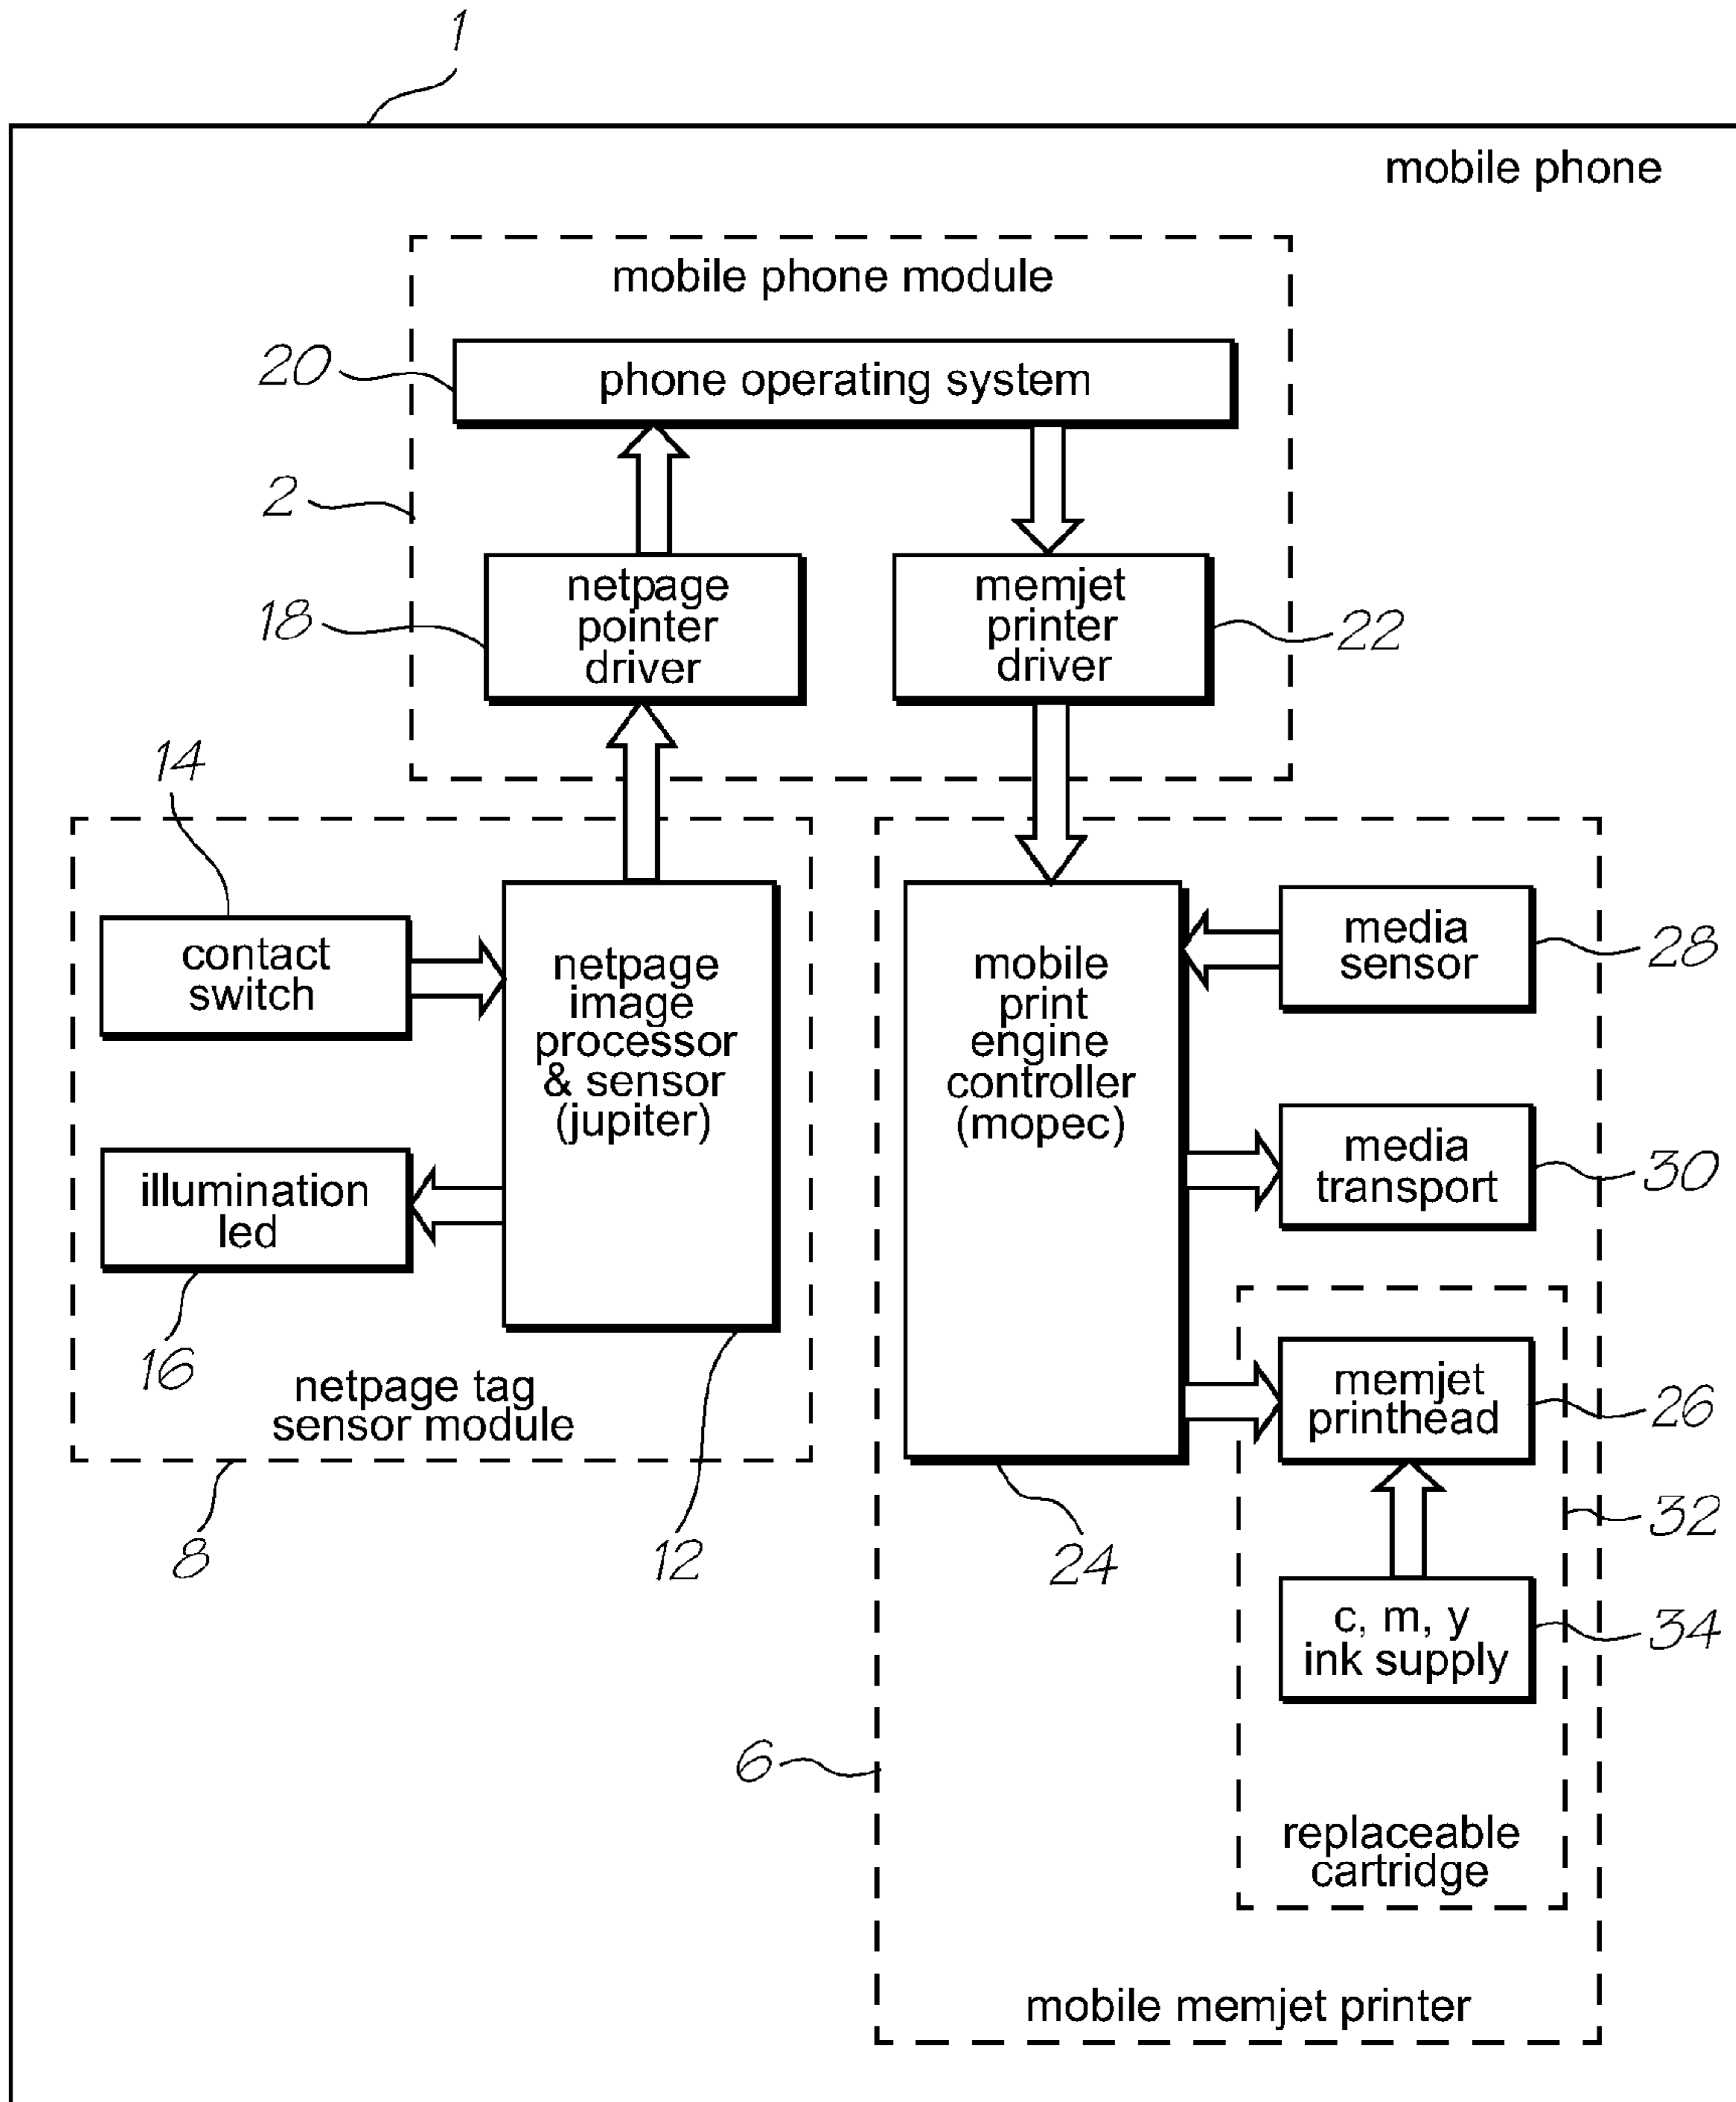 1
mobile phone
mobile phone module
20
phone operating system
2
18
netpage
pointer
driver
memjet
printer
driver
22
14
contact
switch
netpage
image
processor
& sensor
(jupiter)
illumination
led
16
netpage tag
sensor module
8
12
mobile
print
engine
controller
(mopec)
media
sensor
28
media
transport
30
memjet
printhead
26
32
24
c, m, y
ink supply
34
6
replaceable
cartridge
mobile memjet printer